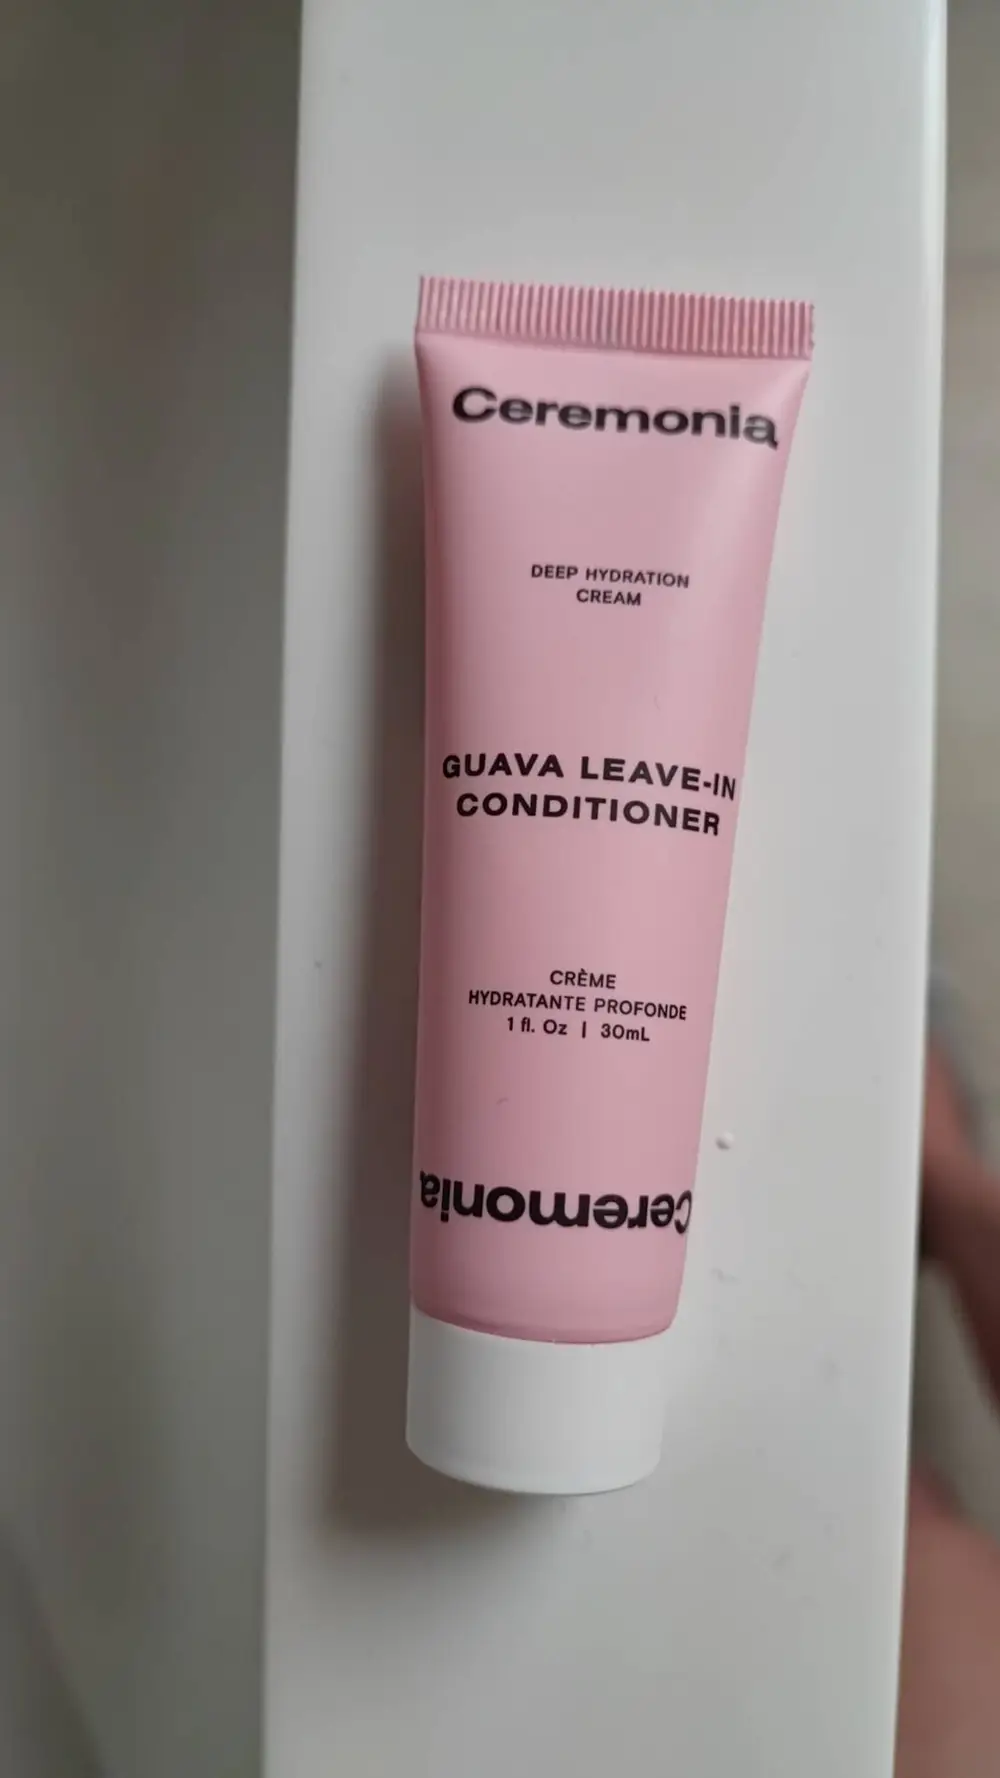 Ceremonia
DEEP HYDRATION
CREAM
GUAVA LEAVE-IN
CONDITIONER
CRÈME
HYDRATANTE PROFONDE
1 fl. Oz | 30mL
Ceremonia